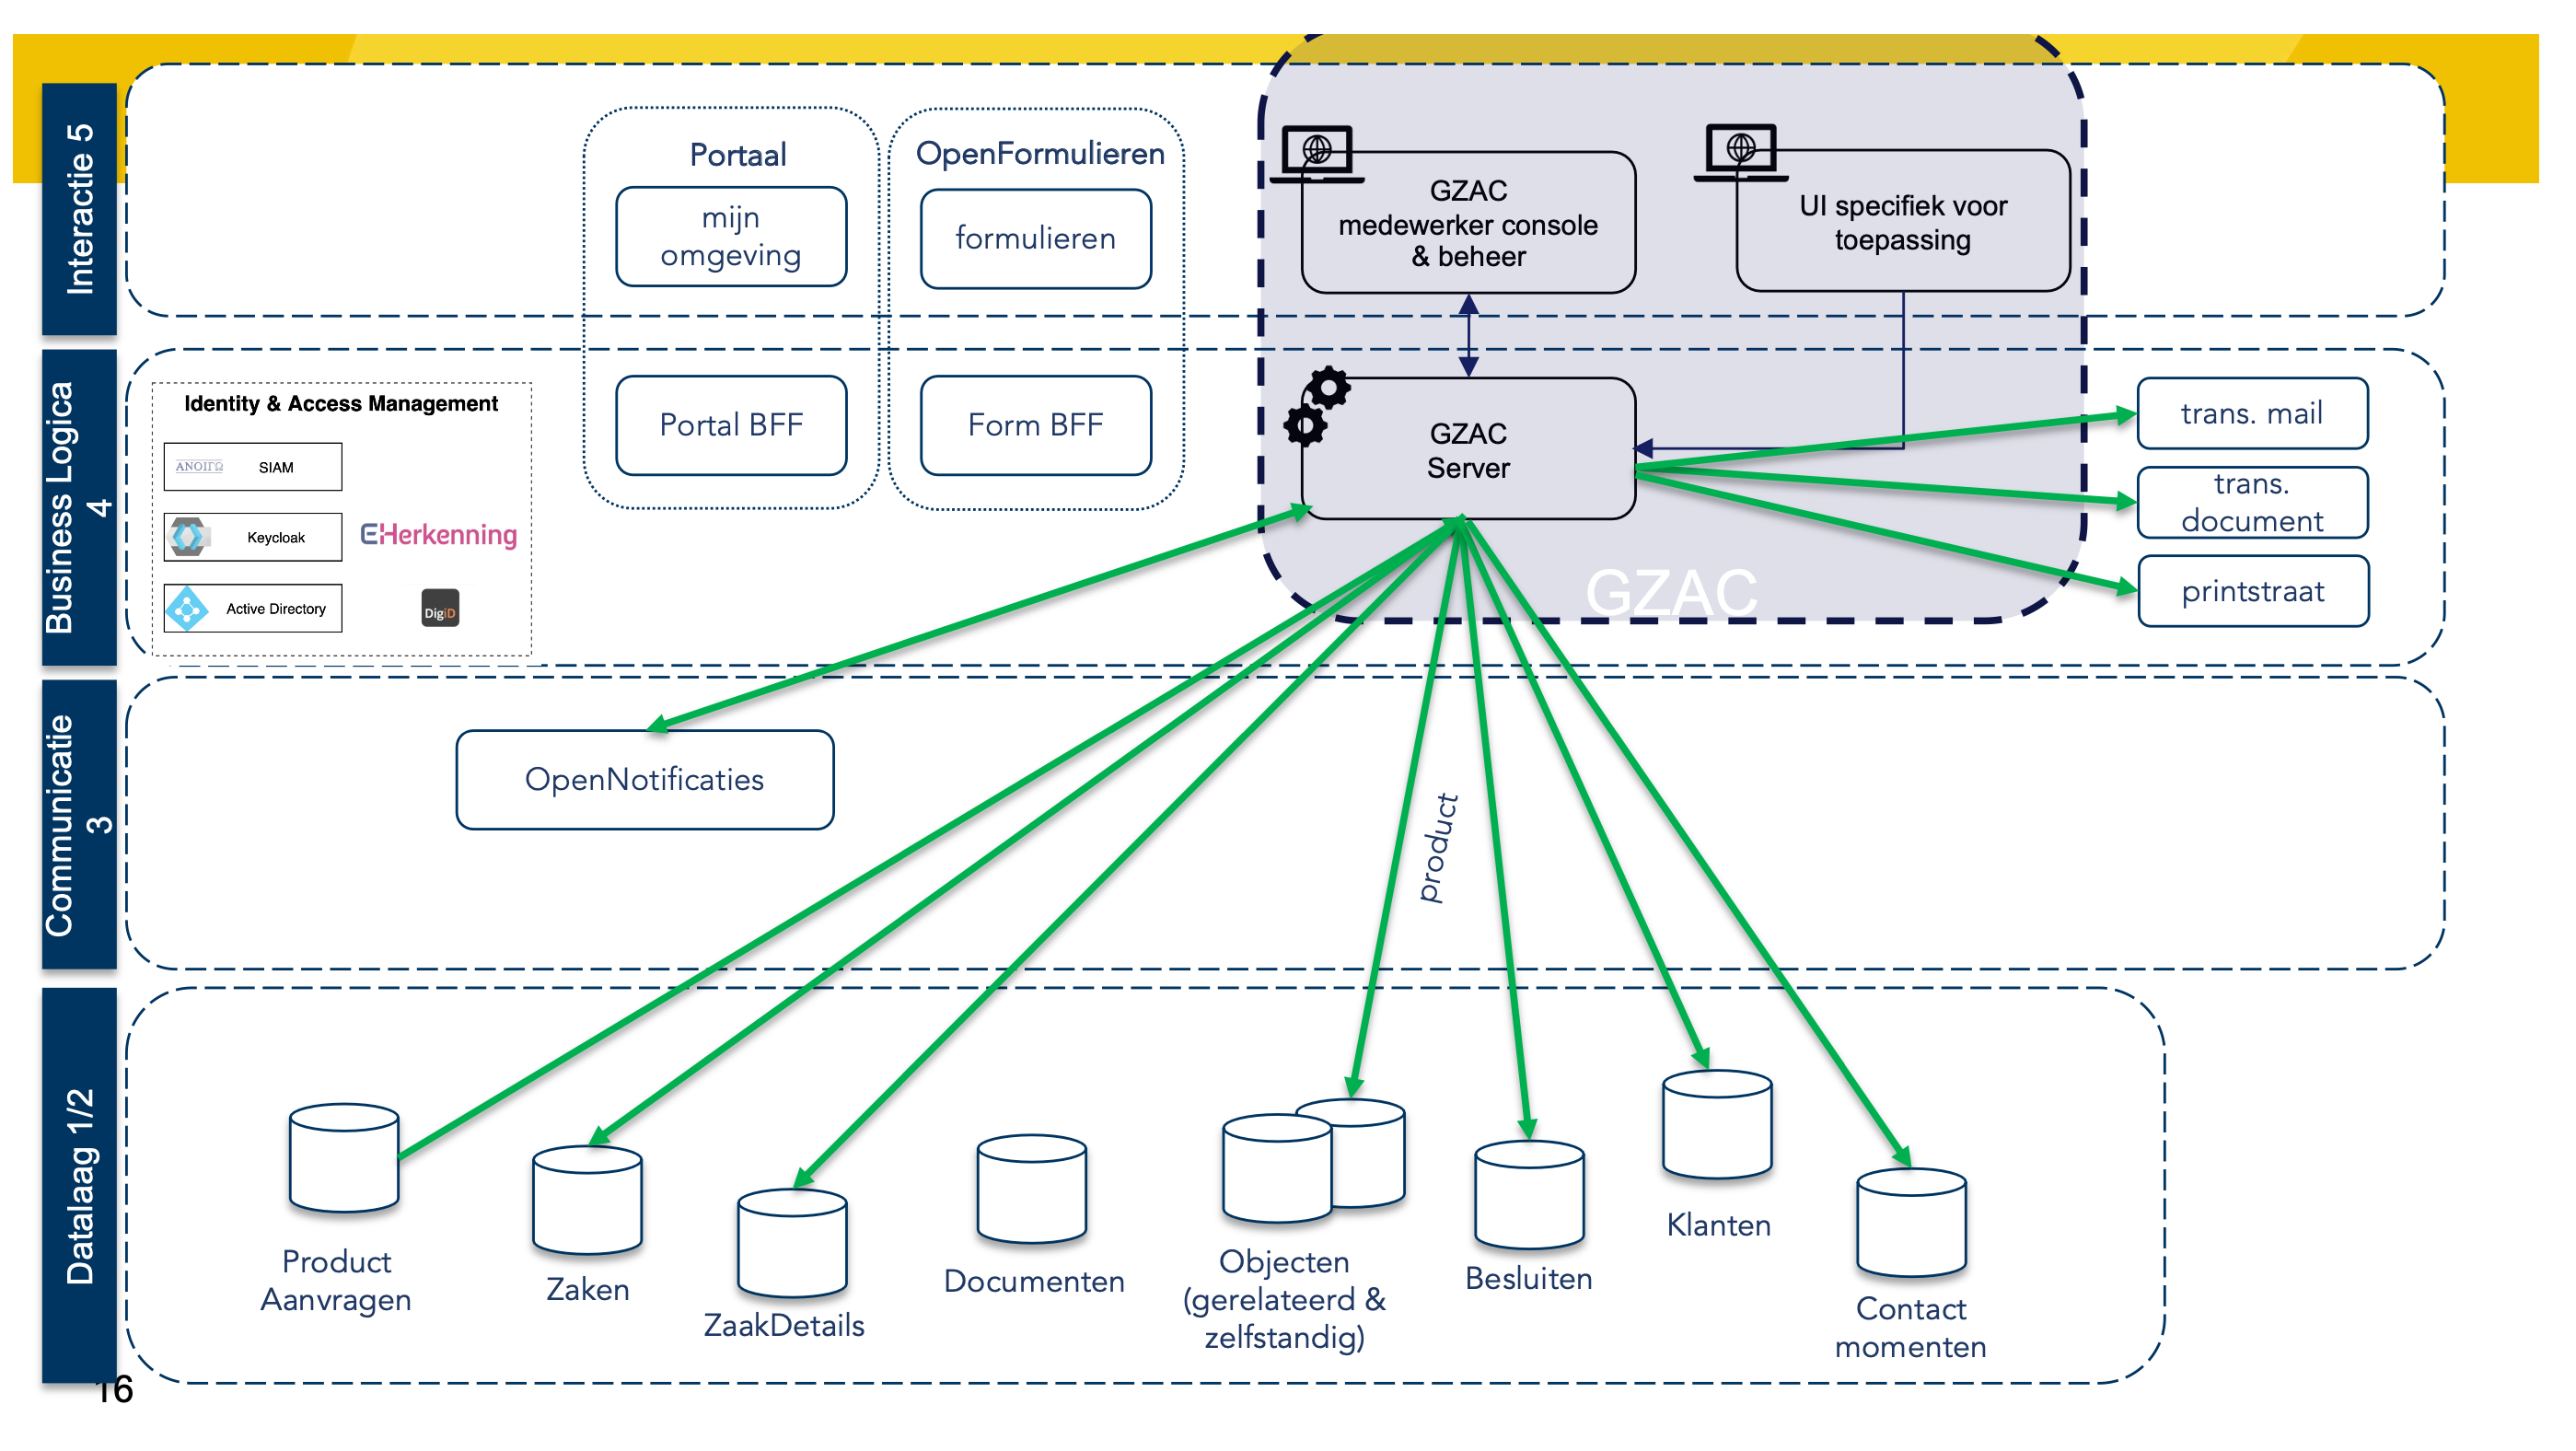 Interactie 5
Portaal
mijn
omgeving
OpenFormulieren
formulieren
GZAC
medewerker console
& beheer
UI specifiek voor
toepassing
Business Logica
4
Identity & Access Management
ΑΝΟΙΓΩ
SIAM
Keycloak
Active Directory
eHerkenning
DigiD
Portal BFF
Form BFF
GZAC
Server
GZAC
trans. mail
trans.
document
printstraat
Communicatie
3
OpenNotificaties
product
Datalaag 1/2
Product
Aanvragen
Zaken
ZaakDetails
Documenten
Objecten
(gerelateerd &
zelfstandig)
Besluiten
Klanten
Contact
momenten
16